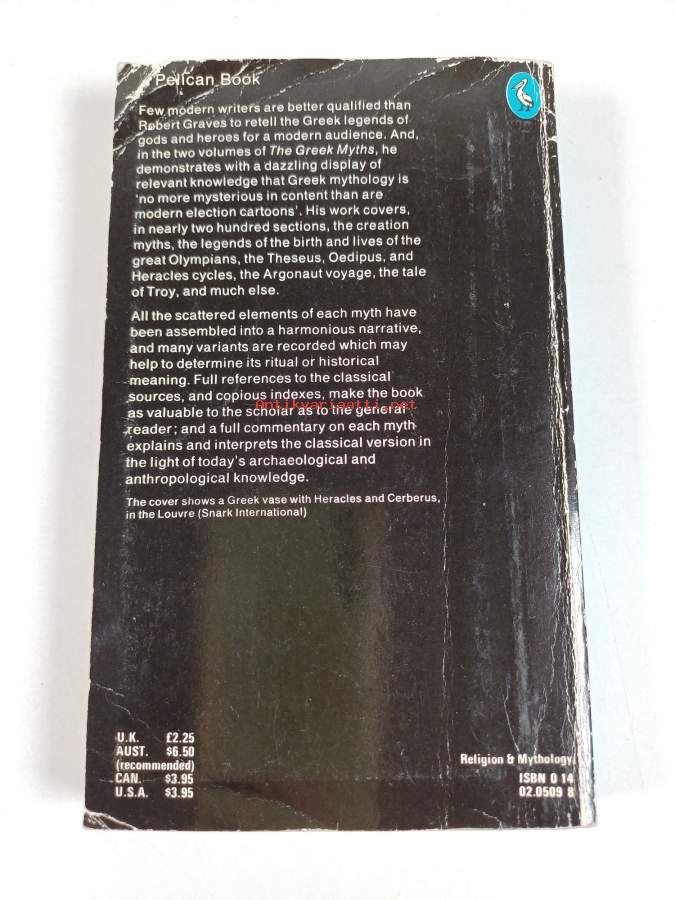 Pelican Book
Few modern writers are better qualified than
Robert Graves to retell the Greek legends of
gods and heroes for a modern audience. And,
in the two volumes of The Greek Myths, he
demonstrates with a dazzling display of
relevant knowledge that Greek mythology is
'no more mysterious in content than are
modern election cartoons'. His work covers,
in nearly two hundred sections, the creation
myths, the legends of the birth and lives of the
great Olympians, the Theseus, Oedipus, and
Heracles cycles, the Argonaut voyage, the tale
of Troy, and much else.
All the scattered elements of each myth have
been assembled into a harmonious narrative,
and many variants are recorded which may
help to determine its ritual or historical
meaning. Full references to the classical
sources, and copious indexes, make the book
Antikvariaatti.net
as valuable to the scholar as to the general
reader; and a full commentary on each myth
explains and interprets the classical version in
the light of today's archaeological and
anthropological knowledge.
The cover shows a Greek vase with Heracles and Cerberus,
in the Louvre (Snark International)
U.K. £2.25
AUST. $6.50
(recommended)
CAN. $3.95
U.S.A. $3.95
Religion & Mythology
ISBN 0 14
02.0509 8